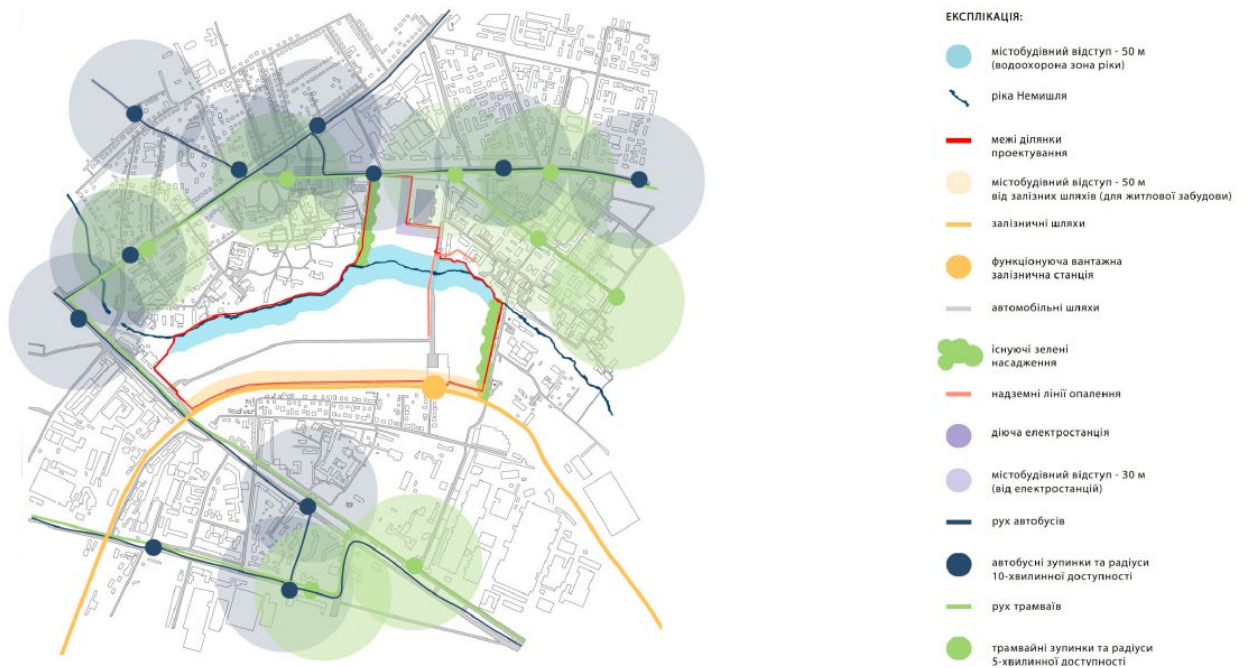 ЕКСПЛІКАЦІЯ:
містобудівний відступ - 50 м
(водоохорона зона ріки)
ріка Немишля
межі ділянки
проектування
містобудівний відступ - 50 м
від залізних шляхів (для житлової забудови)
залізничні шляхи
функціонуюча вантажна
залізнична станція
автомобільні шляхи
існуючі зелені
насадження
надземні лінії опалення
діюча електростанція
містобудівний відступ - 30 м
(від електростанцій)
рух автобусів
автобусні зупинки та радіуси
10-хвилинної доступності
рух трамваїв
трамвайні зупинки та радіуси
5-хвилинної доступності